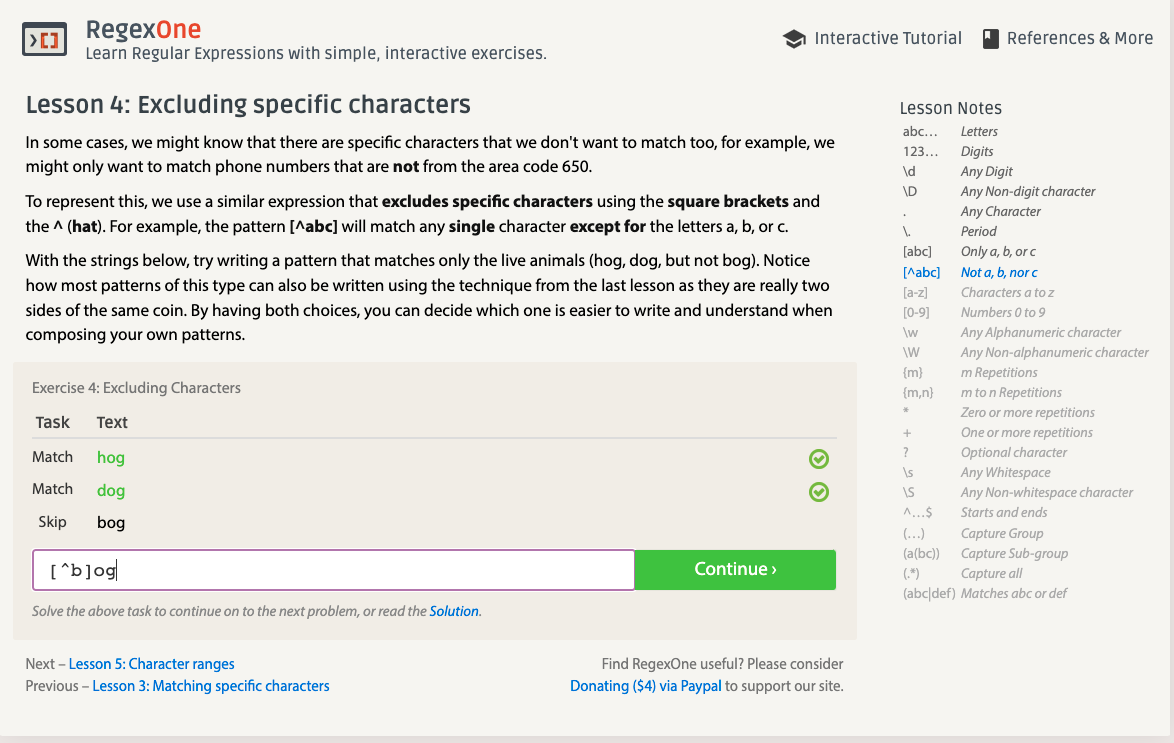 RegexOne
Learn Regular Expressions with simple, interactive exercises.
Interactive Tutorial
References & More
Lesson 4: Excluding specific characters
In some cases, we might know that there are specific characters that we don't want to match too, for example, we
might only want to match phone numbers that are not from the area code 650.
To represent this, we use a similar expression that excludes specific characters using the square brackets and
the ^ (hat). For example, the pattern [^abc] will match any single character except for the letters a, b, or c.
With the strings below, try writing a pattern that matches only the live animals (hog, dog, but not bog). Notice
how most patterns of this type can also be written using the technique from the last lesson as they are really two
sides of the same coin. By having both choices, you can decide which one is easier to write and understand when
composing your own patterns.
Exercise 4: Excluding Characters
Task Text
Match hog
Match dog
Skip bog
[^b]og
Continue ›
Solve the above task to continue on to the next problem, or read the Solution.
Next – Lesson 5: Character ranges
Previous – Lesson 3: Matching specific characters
Find RegexOne useful? Please consider
Donating ($4) via Paypal to support our site.
Lesson Notes
abc… Letters
123… Digits
\d Any Digit
\D Any Non-digit character
. Any Character
\. Period
[abc] Only a, b, or c
[^abc] Not a, b, nor c
[a-z] Characters a to z
[0-9] Numbers 0 to 9
\w Any Alphanumeric character
\W Any Non-alphanumeric character
{m} m Repetitions
{m,n} m to n Repetitions
* Zero or more repetitions
+ One or more repetitions
? Optional character
\s Any Whitespace
\S Any Non-whitespace character
^…$ Starts and ends
(…) Capture Group
(a(bc)) Capture Sub-group
(.*) Capture all
(abc|def) Matches abc or def